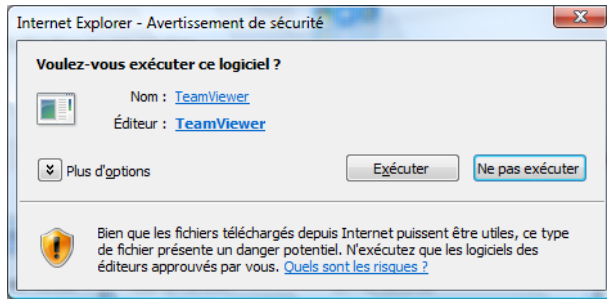 Internet Explorer - Avertissement de sécurité
Voulez-vous exécuter ce logiciel ?
Nom : TeamViewer
Éditeur : TeamViewer
Plus d'options
Exécuter
Ne pas exécuter
Bien que les fichiers téléchargés depuis Internet puissent être utiles, ce type
de fichier présente un danger potentiel. N'exécutez que les logiciels des
éditeurs approuvés par vous. Quels sont les risques ?